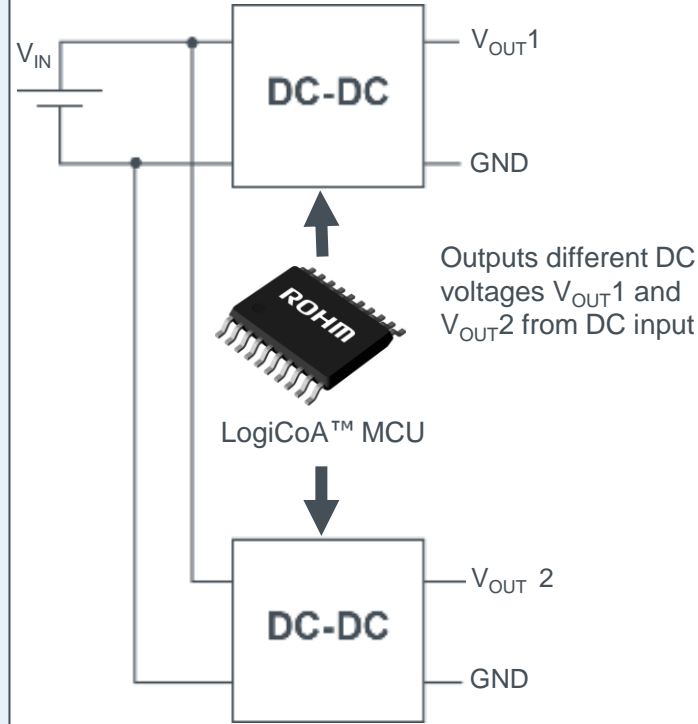 V_IN
V_OUT1
DC-DC
GND
ROHM
Outputs different DC
voltages V_OUT1 and
V_OUT2 from DC input
LogiCoA™ MCU
V_OUT 2
DC-DC
GND